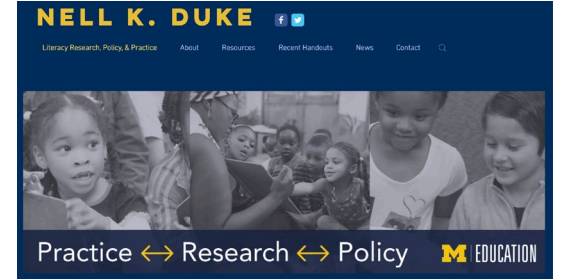 NELL K. DUKE
Literacy Research, Policy, & Practice About Resources Recent Handouts News Contact
Practice ↔ Research ↔ Policy M EDUCATION